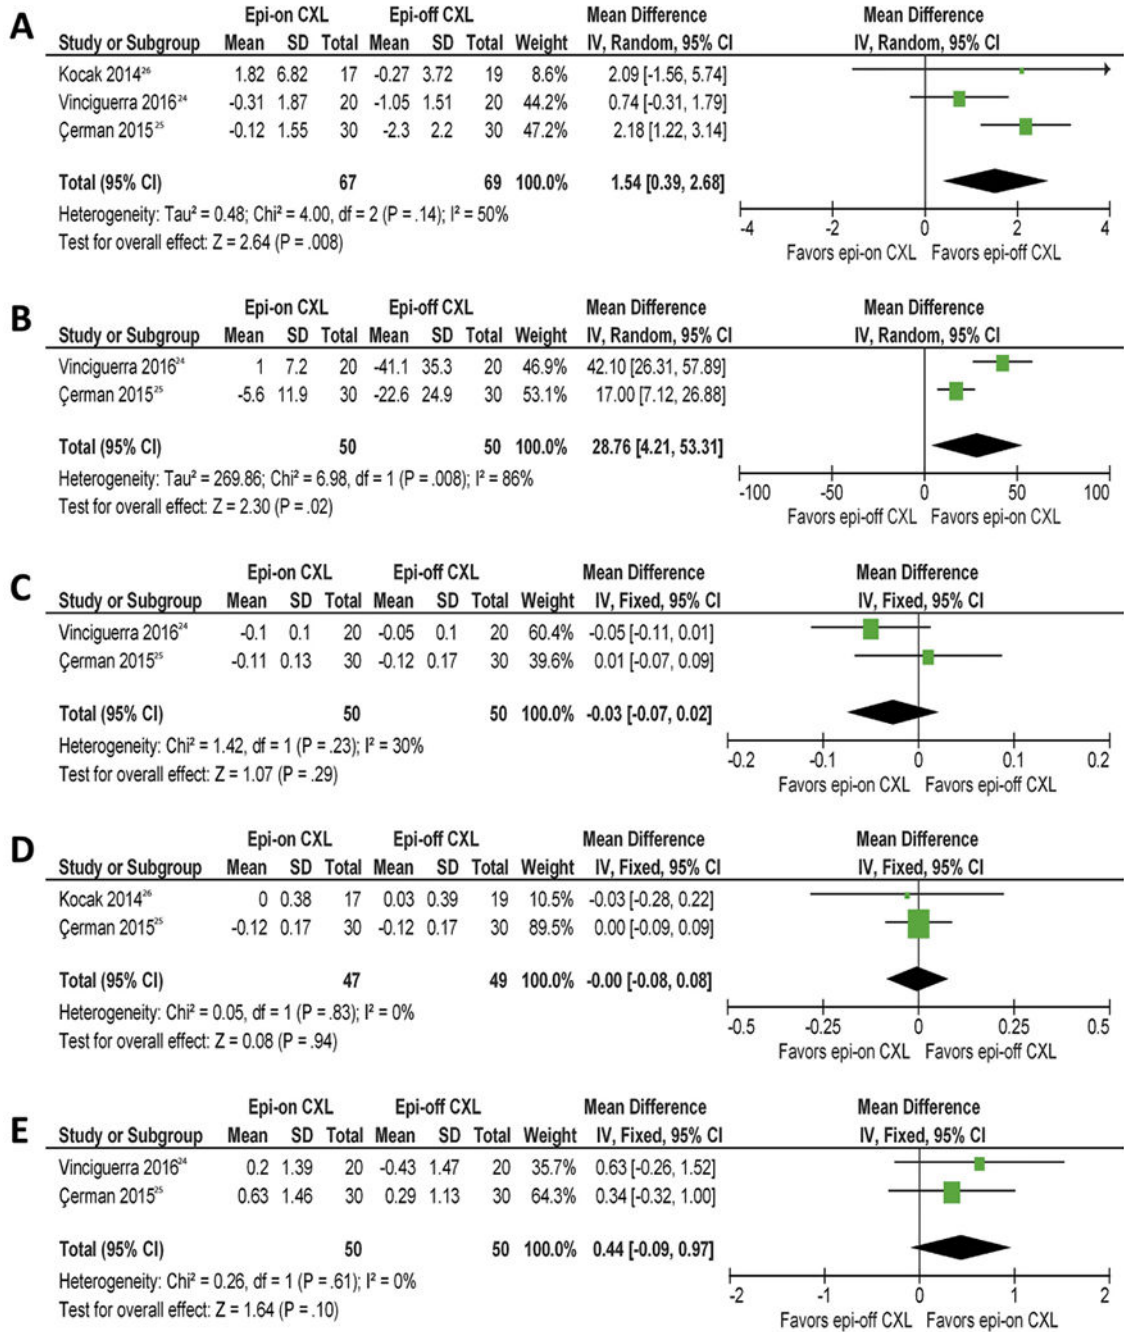 A
Epi-on CXL Epi-off CXL Mean Difference Mean Difference
Study or Subgroup Mean SD Total Mean SD Total Weight IV, Random, 95% CI IV, Random, 95% CI
Kocak 2014²⁶ 1.82 6.82 17 -0.27 3.72 19 8.6% 2.09 [-1.56, 5.74]
Vinciguerra 2016²⁴ -0.31 1.87 20 -1.05 1.51 20 44.2% 0.74 [-0.31, 1.79]
Çerman 2015²⁵ -0.12 1.55 30 -2.3 2.2 30 47.2% 2.18 [1.22, 3.14]
Total (95% CI) 67 69 100.0% 1.54 [0.39, 2.68]
Heterogeneity: Tau² = 0.48; Chi² = 4.00, df = 2 (P = .14); I² = 50%
Test for overall effect: Z = 2.64 (P = .008)
-4 -2 0 2 4
Favors epi-on CXL Favors epi-off CXL
B
Epi-on CXL Epi-off CXL Mean Difference Mean Difference
Study or Subgroup Mean SD Total Mean SD Total Weight IV, Random, 95% CI IV, Random, 95% CI
Vinciguerra 2016²⁴ 1 7.2 20 -41.1 35.3 20 46.9% 42.10 [26.31, 57.89]
Çerman 2015²⁵ -5.6 11.9 30 -22.6 24.9 30 53.1% 17.00 [7.12, 26.88]
Total (95% CI) 50 50 100.0% 28.76 [4.21, 53.31]
Heterogeneity: Tau² = 269.86; Chi² = 6.98, df = 1 (P = .008); I² = 86%
Test for overall effect: Z = 2.30 (P = .02)
-100 -50 0 50 100
Favors epi-off CXL Favors epi-on CXL
C
Epi-on CXL Epi-off CXL Mean Difference Mean Difference
Study or Subgroup Mean SD Total Mean SD Total Weight IV, Fixed, 95% CI IV, Fixed, 95% CI
Vinciguerra 2016²⁴ -0.1 0.1 20 -0.05 0.1 20 60.4% -0.05 [-0.11, 0.01]
Çerman 2015²⁵ -0.11 0.13 30 -0.12 0.17 30 39.6% 0.01 [-0.07, 0.09]
Total (95% CI) 50 50 100.0% -0.03 [-0.07, 0.02]
Heterogeneity: Chi² = 1.42, df = 1 (P = .23); I² = 30%
Test for overall effect: Z = 1.07 (P = .29)
-0.2 -0.1 0 0.1 0.2
Favors epi-on CXL Favors epi-off CXL
D
Epi-on CXL Epi-off CXL Mean Difference Mean Difference
Study or Subgroup Mean SD Total Mean SD Total Weight IV, Fixed, 95% CI IV, Fixed, 95% CI
Kocak 2014²⁶ 0 0.38 17 0.03 0.39 19 10.5% -0.03 [-0.28, 0.22]
Çerman 2015²⁵ -0.12 0.17 30 -0.12 0.17 30 89.5% 0.00 [-0.09, 0.09]
Total (95% CI) 47 49 100.0% -0.00 [-0.08, 0.08]
Heterogeneity: Chi² = 0.05, df = 1 (P = .83); I² = 0%
Test for overall effect: Z = 0.08 (P = .94)
-0.5 -0.25 0 0.25 0.5
Favors epi-on CXL Favors epi-off CXL
E
Epi-on CXL Epi-off CXL Mean Difference Mean Difference
Study or Subgroup Mean SD Total Mean SD Total Weight IV, Fixed, 95% CI IV, Fixed, 95% CI
Vinciguerra 2016²⁴ 0.2 1.39 20 -0.43 1.47 20 35.7% 0.63 [-0.26, 1.52]
Çerman 2015²⁵ 0.63 1.46 30 0.29 1.13 30 64.3% 0.34 [-0.32, 1.00]
Total (95% CI) 50 50 100.0% 0.44 [-0.09, 0.97]
Heterogeneity: Chi² = 0.26, df = 1 (P = .61); I² = 0%
Test for overall effect: Z = 1.64 (P = .10)
-2 -1 0 1 2
Favors epi-off CXL Favors epi-on CXL